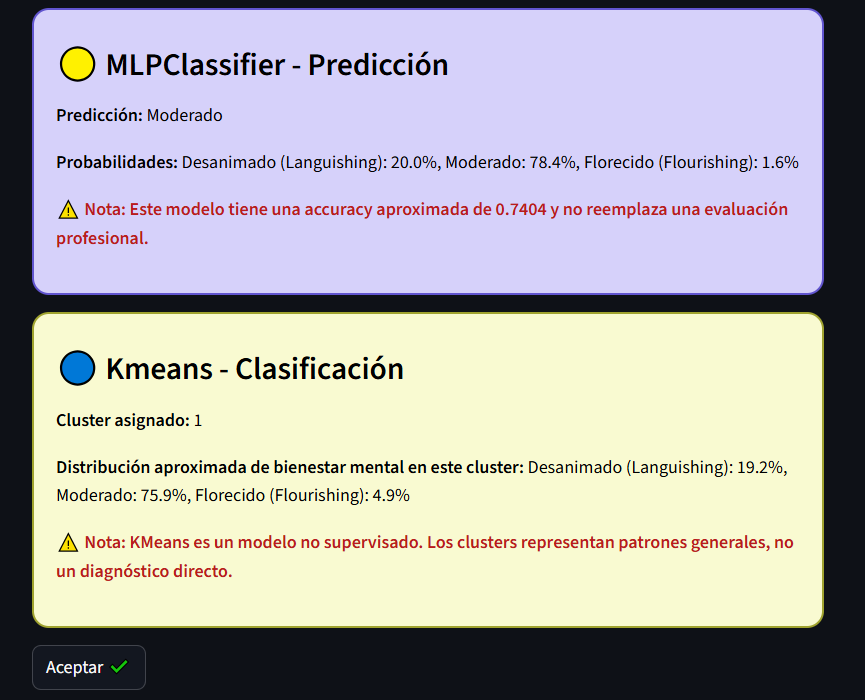 MLPClassifier - Predicción
Predicción: Moderado
Probabilidades: Desanimado (Languishing): 20.0%, Moderado: 78.4%, Florecido (Flourishing): 1.6%
Nota: Este modelo tiene una accuracy aproximada de 0.7404 y no reemplaza una evaluación
profesional.
Kmeans - Clasificación
Cluster asignado: 1
Distribución aproximada de bienestar mental en este cluster: Desanimado (Languishing): 19.2%,
Moderado: 75.9%, Florecido (Flourishing): 4.9%
Nota: KMeans es un modelo no supervisado. Los clusters representan patrones generales, no
un diagnóstico directo.
Aceptar